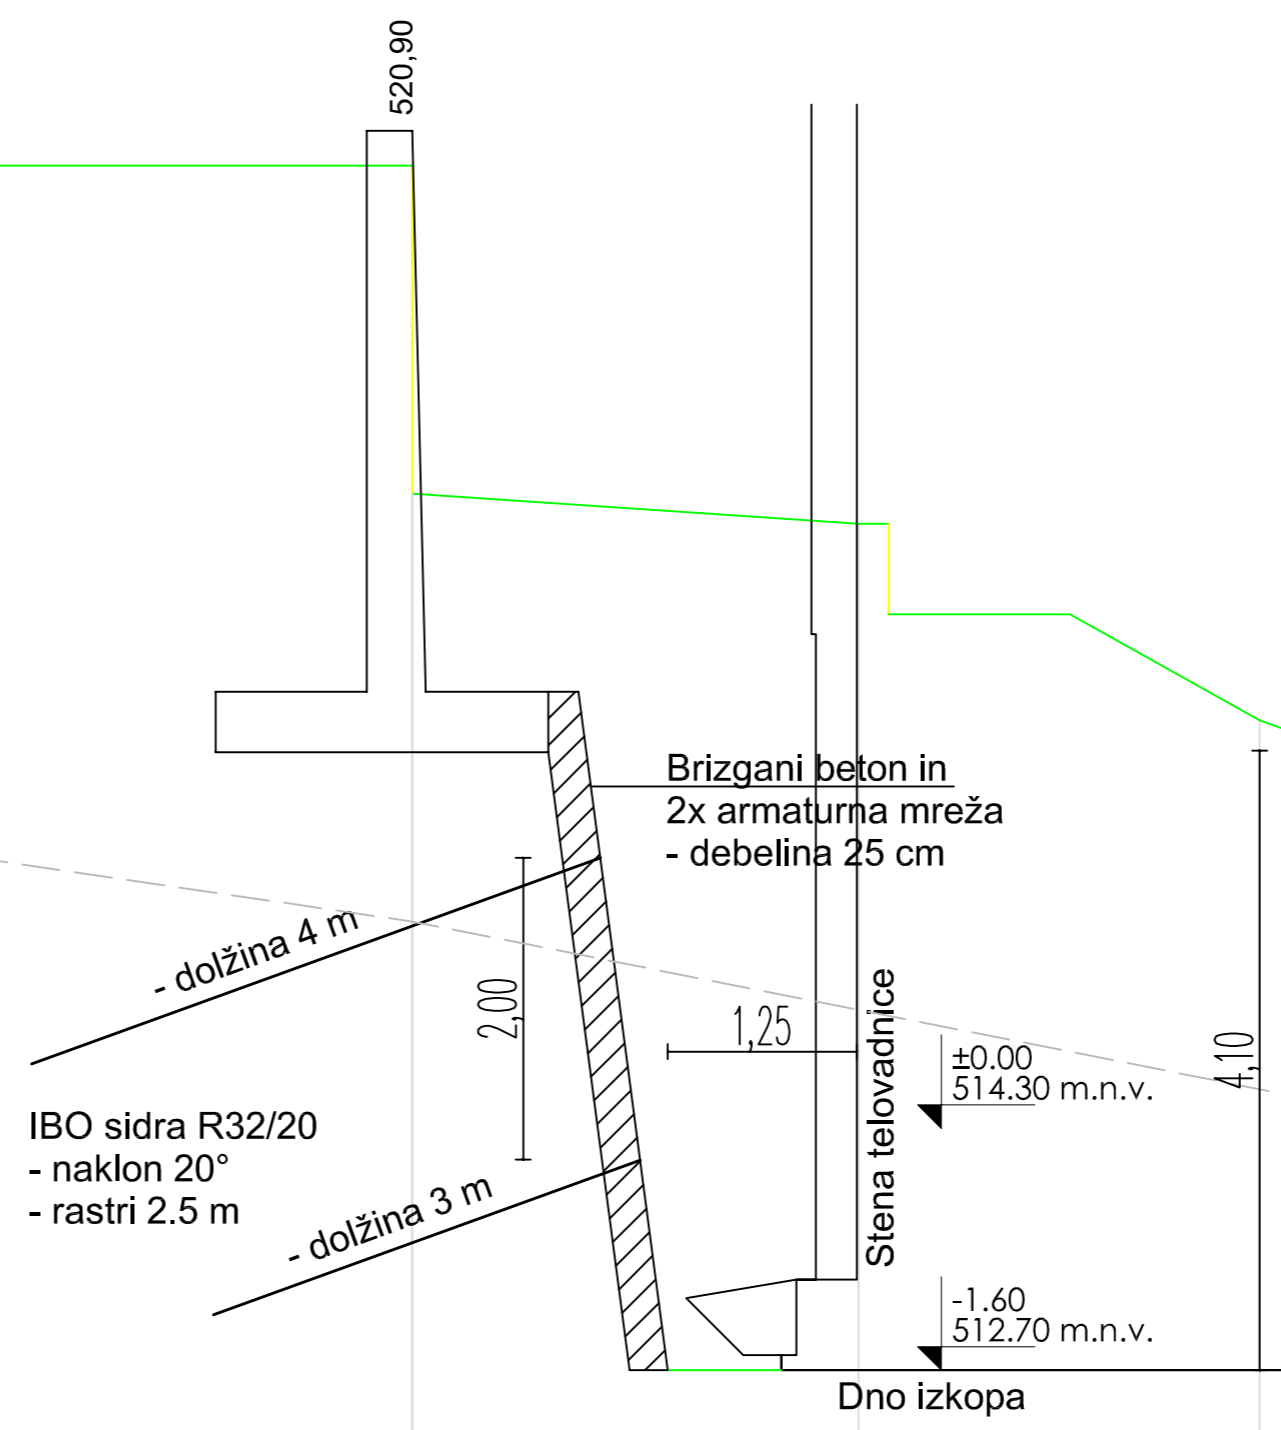 520,90
Brizgani beton in
2x armaturna mreža
- debelina 25 cm
- dolžina 4 m
2,00
1,25
Stena telovadnice
±0.00
514.30 m.n.v.
4,10
IBO sidra R32/20
- naklon 20°
- rastri 2.5 m
- dolžina 3 m
-1.60
512.70 m.n.v.
Dno izkopa